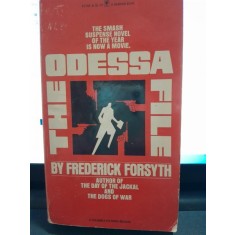 THE SMASH
SUSPENSE NOVEL
OF THE YEAR
IS NOW A MOVIE.
THE
ODESSA
FILE
BY FREDERICK FORSYTH
AUTHOR OF
THE DAY OF THE JACKAL
AND
THE DOGS OF WAR